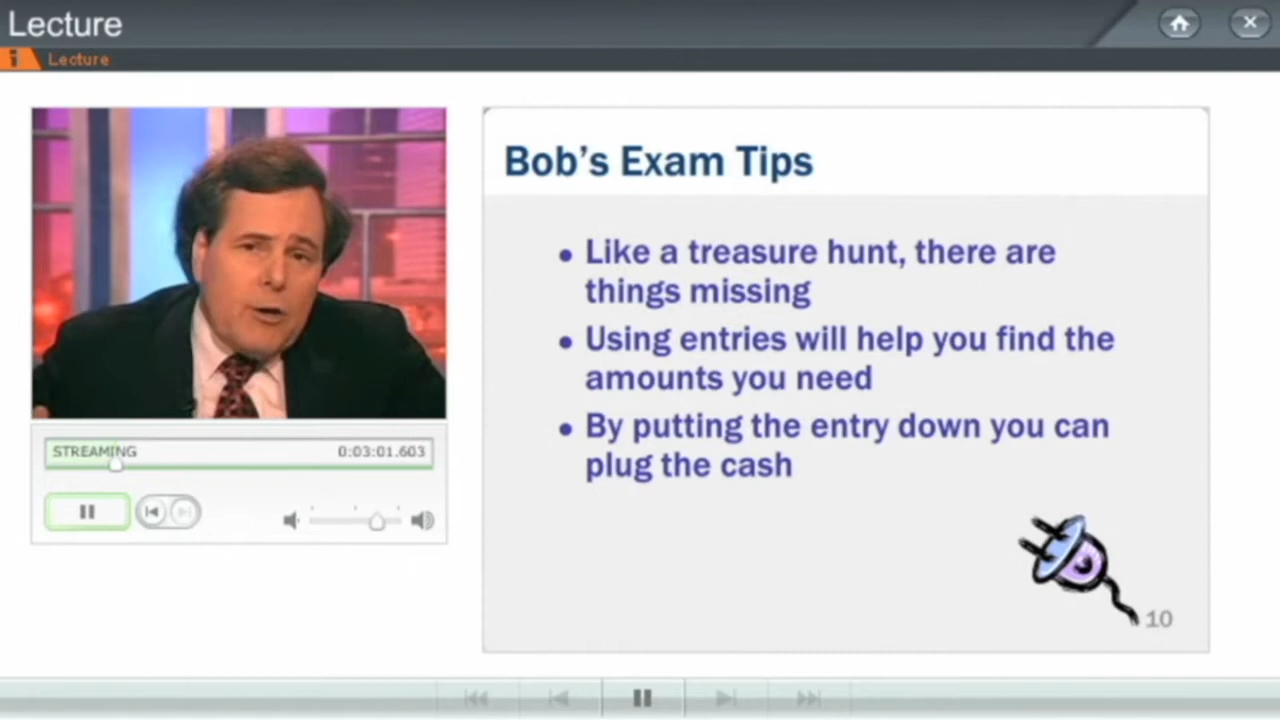 Lecture
Lecture
Bob's Exam Tips
• Like a treasure hunt, there are
things missing
• Using entries will help you find the
amounts you need
• By putting the entry down you can
plug the cash
STREAMING 0:03:01.603
10